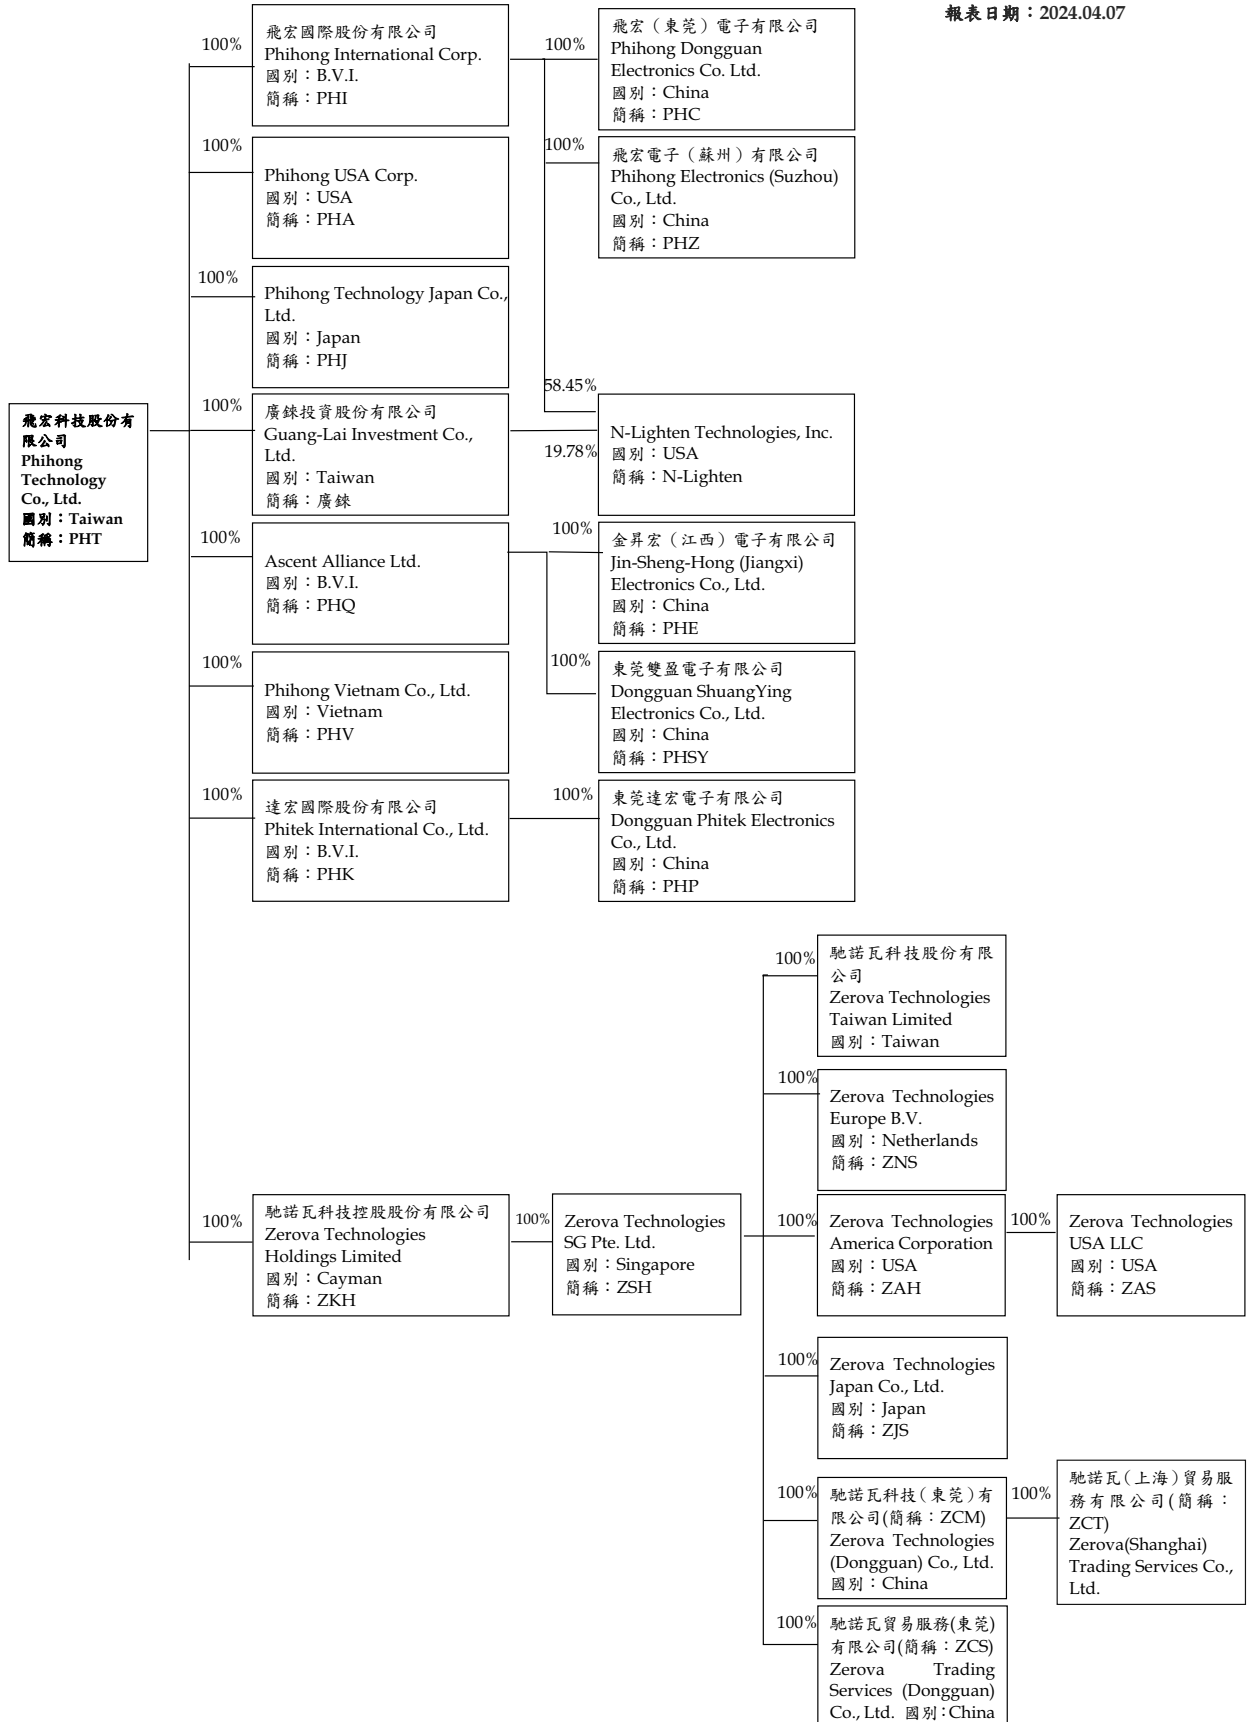 報表日期：2024.04.07
飛宏科技股份有
限公司
Phihong
Technology
Co., Ltd.
國別：Taiwan
簡稱：PHT
100%
飛宏國際股份有限公司
Phihong International Corp.
國別：B.V.I.
簡稱：PHI
100%
飛宏（東莞）電子有限公司
Phihong Dongguan
Electronics Co. Ltd.
國別：China
簡稱：PHC
100%
Phihong USA Corp.
國別：USA
簡稱：PHA
100%
飛宏電子（蘇州）有限公司
Phihong Electronics (Suzhou)
Co., Ltd.
國別：China
簡稱：PHZ
100%
Phihong Technology Japan Co.,
Ltd.
國別：Japan
簡稱：PHJ
100%
廣錸投資股份有限公司
Guang-Lai Investment Co.,
Ltd.
國別：Taiwan
簡稱：廣錸
58.45%
19.78%
N-Lighten Technologies, Inc.
國別：USA
簡稱：N-Lighten
100%
Ascent Alliance Ltd.
國別：B.V.I.
簡稱：PHQ
100%
金昇宏（江西）電子有限公司
Jin-Sheng-Hong (Jiangxi)
Electronics Co., Ltd.
國別：China
簡稱：PHE
100%
東莞雙盈電子有限公司
Dongguan ShuangYing
Electronics Co., Ltd.
國別：China
簡稱：PHSY
100%
Phihong Vietnam Co., Ltd.
國別：Vietnam
簡稱：PHV
100%
達宏國際股份有限公司
Phitek International Co., Ltd.
國別：B.V.I.
簡稱：PHK
100%
東莞達宏電子有限公司
Dongguan Phitek Electronics
Co., Ltd.
國別：China
簡稱：PHP
100%
馳諾瓦科技控股股份有限公司
Zerova Technologies
Holdings Limited
國別：Cayman
簡稱：ZKH
100%
Zerova Technologies
SG Pte. Ltd.
國別：Singapore
簡稱：ZSH
100%
馳諾瓦科技股份有限
公司
Zerova Technologies
Taiwan Limited
國別：Taiwan
100%
Zerova Technologies
Europe B.V.
國別：Netherlands
簡稱：ZNS
100%
Zerova Technologies
America Corporation
國別：USA
簡稱：ZAH
100%
Zerova Technologies
USA LLC
國別：USA
簡稱：ZAS
100%
Zerova Technologies
Japan Co., Ltd.
國別：Japan
簡稱：ZJS
100%
馳諾瓦科技（東莞）有
限公司(簡稱：ZCM)
Zerova Technologies
(Dongguan) Co., Ltd.
國別：China
100%
馳諾瓦（上海）貿易服
務有限公司(簡稱：
ZCT)
Zerova(Shanghai)
Trading Services Co.,
Ltd.
100%
馳諾瓦貿易服務(東莞)
有限公司(簡稱：ZCS)
Zerova Trading
Services (Dongguan)
Co., Ltd. 國別：China